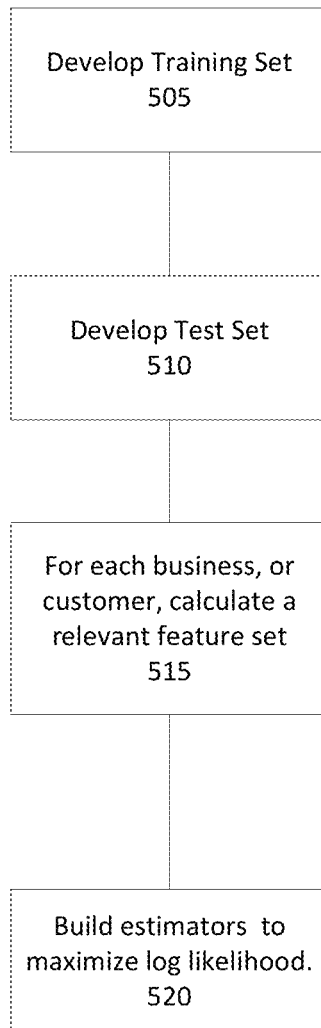 Develop Training Set
505
Develop Test Set
510
For each business, or
customer, calculate a
relevant feature set
515
Build estimators to
maximize log likelihood.
520